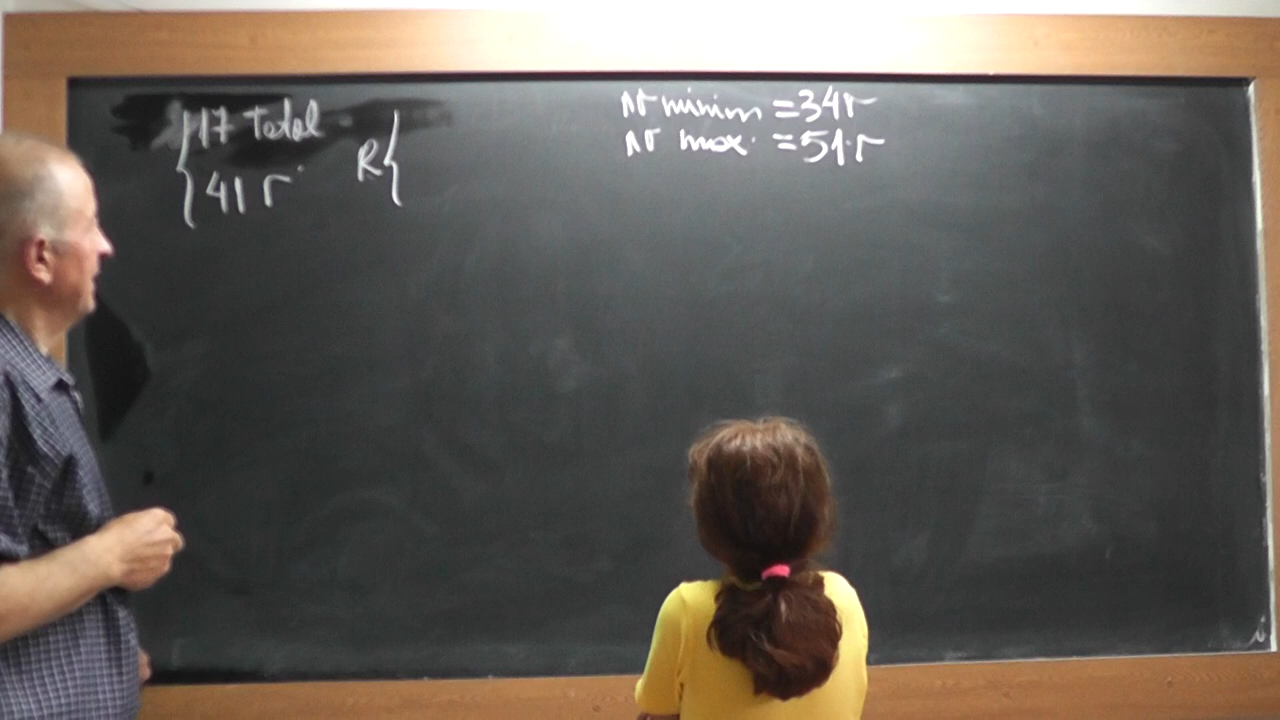 17 Total
41 r
R{
nr minim = 34 r
nr max. = 51 r